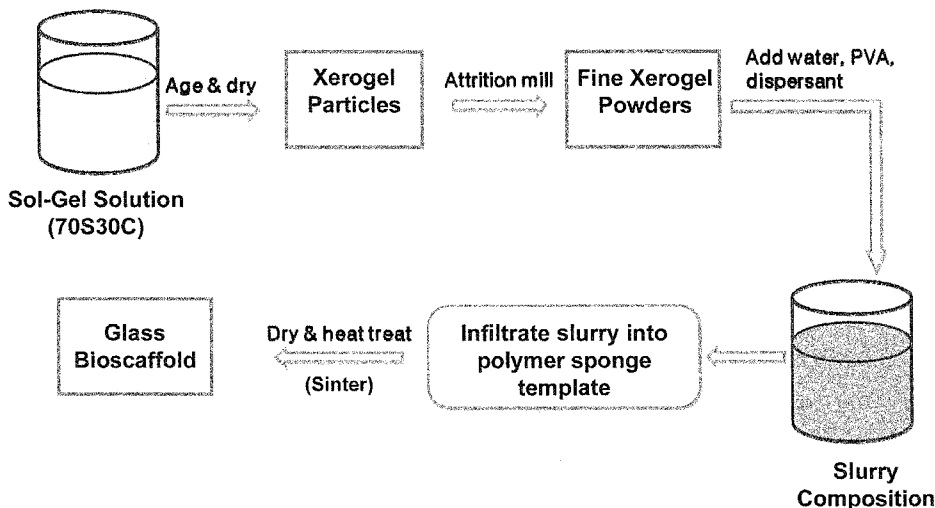 Sol-Gel Solution
(70S30C)
Age & dry
Xerogel
Particles
Attrition mill
Fine Xerogel
Powders
Add water, PVA,
dispersant
Slurry
Composition
Infiltrate slurry into
polymer sponge
template
Dry & heat treat
(Sinter)
Glass
Bioscaffold